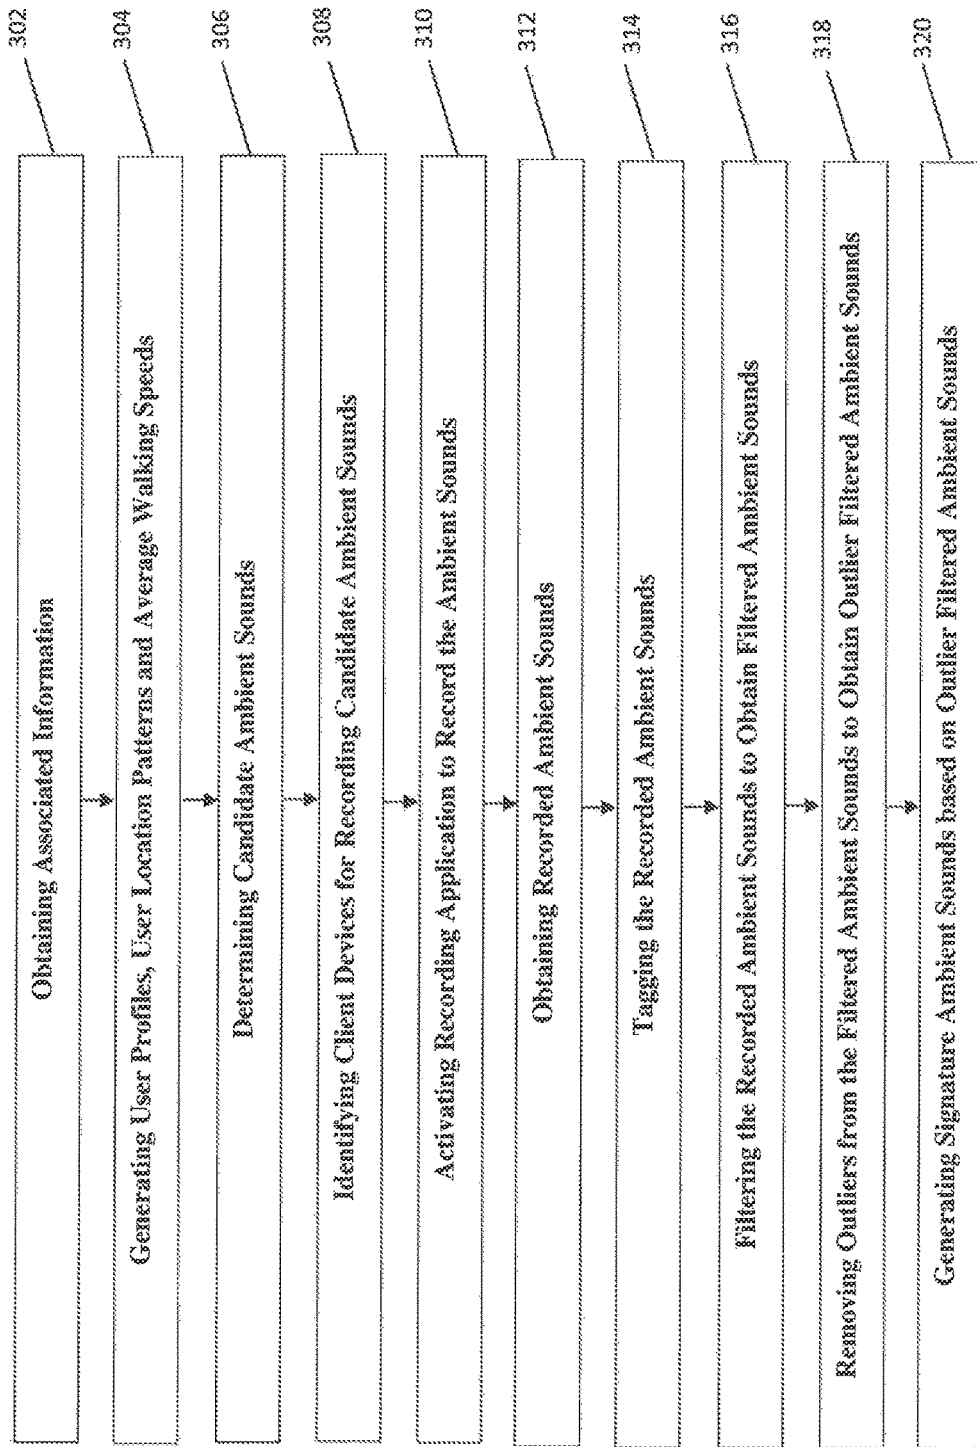 302
Obtaining Associated Information
304
Generating User Profiles, User Location Patterns and Average Walking Speeds
306
Determining Candidate Ambient Sounds
308
Identifying Client Devices for Recording Candidate Ambient Sounds
310
Activating Recording Application to Record the Ambient Sounds
312
Obtaining Recorded Ambient Sounds
314
Tagging the Recorded Ambient Sounds
316
Filtering the Recorded Ambient Sounds to Obtain Filtered Ambient Sounds
318
Removing Outliers from the Filtered Ambient Sounds to Obtain Outlier Filtered Ambient Sounds
320
Generating Signature Ambient Sounds based on Outlier Filtered Ambient Sounds